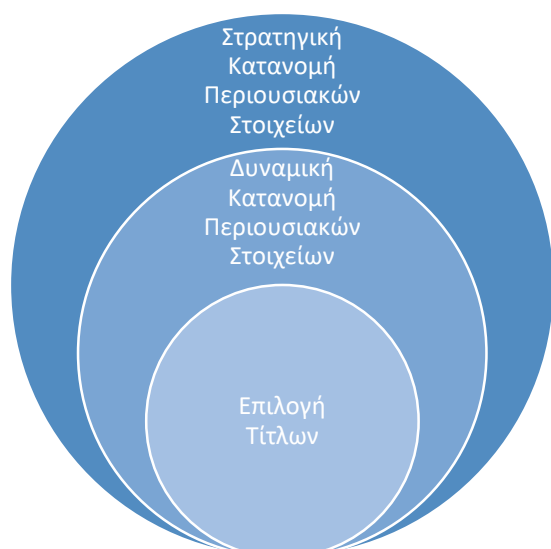 Στρατηγική
Κατανομή
Περιουσιακών
Στοιχείων
Δυναμική
Κατανομή
Περιουσιακών
Στοιχείων
Επιλογή
Τίτλων